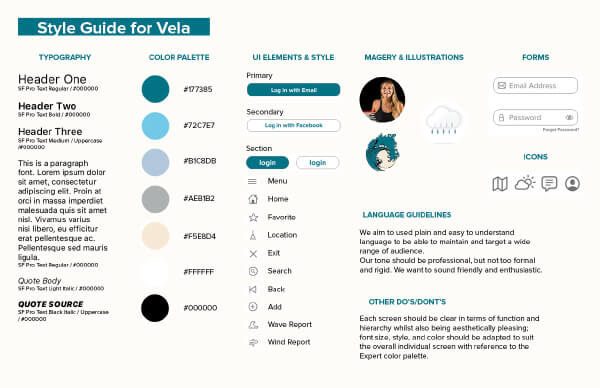 Style Guide for Vela
TYPOGRAPHY
Header One
SF Pro Text Regular / #000000
Header Two
SF Pro Text Bold / #000000
Header Three
SF Pro Text Medium / Uppercase
/#000000
This is a paragraph
font. Lorem ipsum dolor
sit amet, consectetur
adipiscing elit. Proin at
orci in massa imperdiet
malesuada quis sit amet
nisl. Vivamus varius
nisi libero, eu efficitur
erat pellentesque ac.
Pellentesque sed mauris
ligula.
SF Pro Text Regular / #000000
Quote Body
SF Pro Text Light Italic / #000000
QUOTE SOURCE
SF Pro Text Black Italic / Uppercase
/ #000000
COLOR PALETTE
#177385
#72C7E7
#B1C8DB
#AEB1B2
#F5E8D4
#FFFFFF
#000000
UI ELEMENTS & STYLE
Primary
Log in with Email
Secondary
Log in with Facebook
Section
login
login
Menu
Home
Favorite
Location
Exit
Search
Back
Add
Wave Report
Wind Report
MAGERY & ILLUSTRATIONS
FORMS
Email Address
Password
Forgot Password?
ICONS
LANGUAGE GUIDELINES
We aim to used plain and easy to understand
language to be able to maintain and target a wide
range of audience.
Our tone should be professional, but not too formal
and rigid. We want to sound friendly and enthusiastic.
OTHER DO'S/DONT'S
Each screen should be clear in terms of function and
hierarchy whilst also being aesthetically pleasing;
font size, style, and color should be adapted to suit
the overall individual screen with reference to the
Expert color palette.